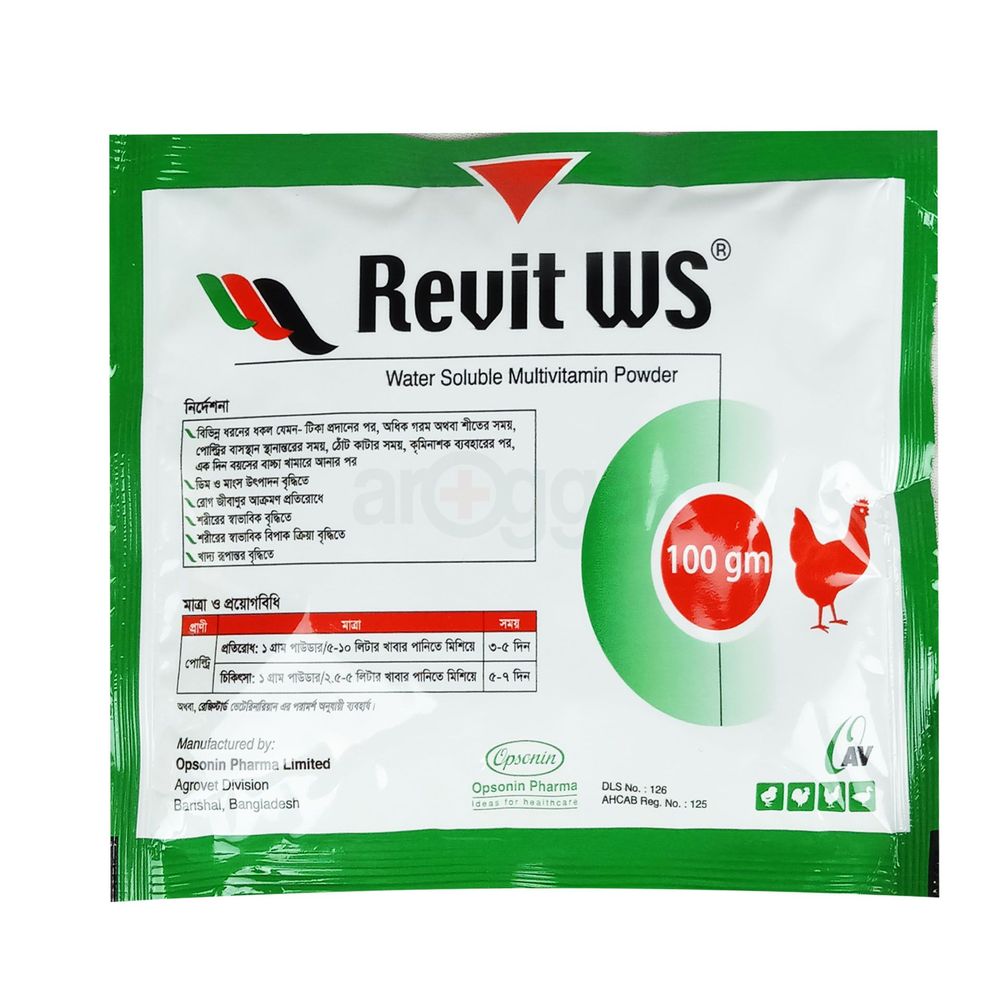 Revit WS®
Water Soluble Multivitamin Powder
নির্দেশনা
বিভিন্ন ধরনের ধকল যেমন- টিকা প্রদানের পর, অধিক গরম অথবা শীতের সময়,
পোল্ট্রির বাসস্থান স্থানান্তরের সময়, ঠোঁট কাটার সময়, কৃমিনাশক ব্যবহারের পর,
এক দিন বয়সের বাচ্চা খামারে আনার পর
ডিম ও মাংস উৎপাদন বৃদ্ধিতে
রোগ জীবাণুর আক্রমণ প্রতিরোধে
শরীরের স্বাভাবিক বৃদ্ধিতে
শরীরের স্বাভাবিক বিপাক ক্রিয়া বৃদ্ধিতে
খাদ্য রূপান্তর বৃদ্ধিতে
100 gm
মাত্রা ও প্রয়োগবিধি
প্রাণী মাত্রা সময়
পোল্ট্রি
প্রতিরোধ: ১ গ্রাম পাউডার/৫-১০ লিটার খাবার পানিতে মিশিয়ে ৩-৫ দিন
চিকিৎসা: ১ গ্রাম পাউডার/২.৫-৫ লিটার খাবার পানিতে মিশিয়ে ৫-৭ দিন
অথবা, রেজিস্টার্ড ভেটেরিনারিয়ান এর পরামর্শ অনুযায়ী ব্যবহার্য।
Manufactured by:
Opsonin Pharma Limited
Agrovet Division
Barishal, Bangladesh
Opsonin
Opsonin Pharma
Ideas for healthcare
DLS No. : 126
AHCAB Reg. No. : 125
AV